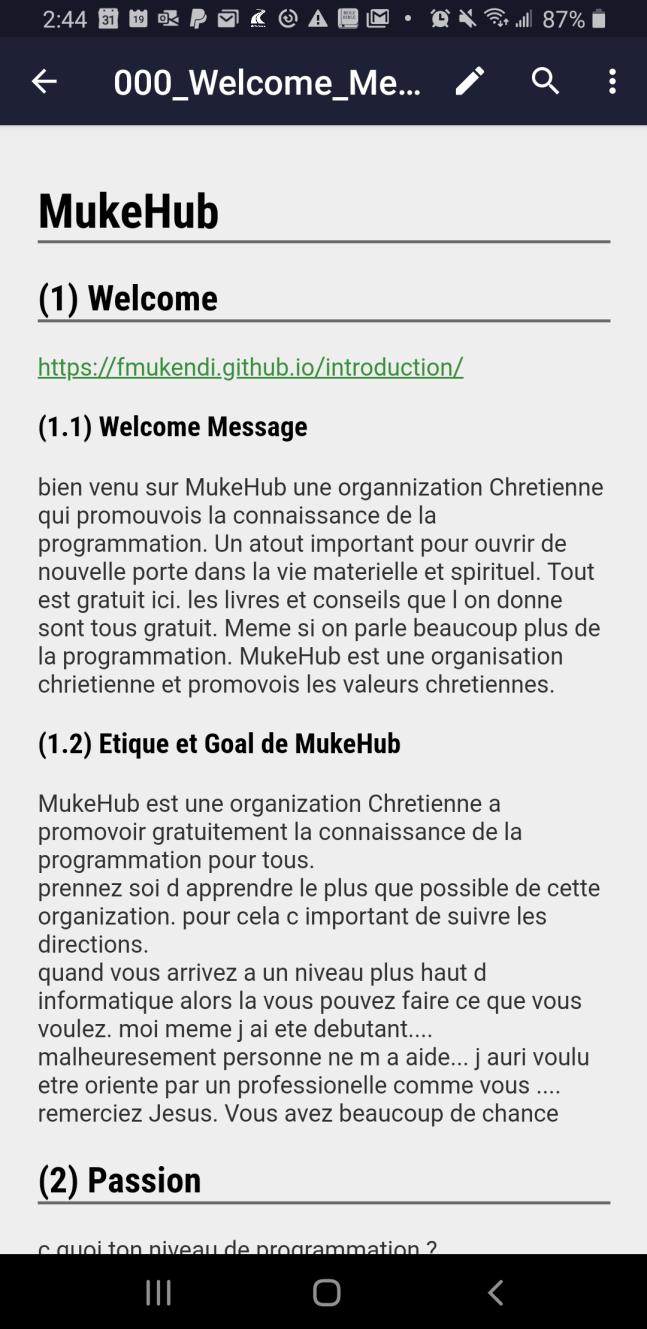 2:44
31
19
87%
000_Welcome_Me...
MukeHub
(1) Welcome
https://fmukendi.github.io/introduction/
(1.1) Welcome Message
bien venu sur MukeHub une organnization Chretienne
qui promouvois la connaissance de la
programmation. Un atout important pour ouvrir de
nouvelle porte dans la vie materielle et spirituel. Tout
est gratuit ici. les livres et conseils que l on donne
sont tous gratuit. Meme si on parle beaucoup plus de
la programmation. MukeHub est une organisation
chrietienne et promovois les valeurs chretiennes.
(1.2) Etique et Goal de MukeHub
MukeHub est une organization Chretienne a
promovoir gratuitement la connaissance de la
programmation pour tous.
prennez soi d apprendre le plus que possible de cette
organization. pour cela c important de suivre les
directions.
quand vous arrivez a un niveau plus haut d
informatique alors la vous pouvez faire ce que vous
voulez. moi meme j ai ete debutant....
malheuresement personne ne m a aide... j auri voulu
etre oriente par un professionelle comme vous ....
remerciez Jesus. Vous avez beaucoup de chance
(2) Passion
c quoi ton niveau de programmation ?